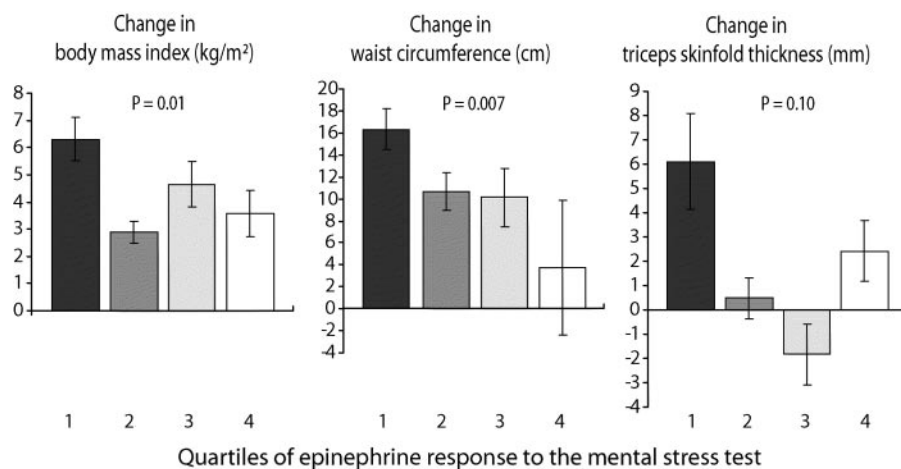 Change in
body mass index (kg/m²)
P = 0.01
8
7
6
5
4
3
2
1
0
1 2 3 4
Change in
waist circumference (cm)
P = 0.007
20
18
16
14
12
10
8
6
4
2
0
-2
-4
1 2 3 4
Change in
triceps skinfold thickness (mm)
P = 0.10
9
8
7
6
5
4
3
2
1
0
-1
-2
-3
-4
1 2 3 4
Quartiles of epinephrine response to the mental stress test